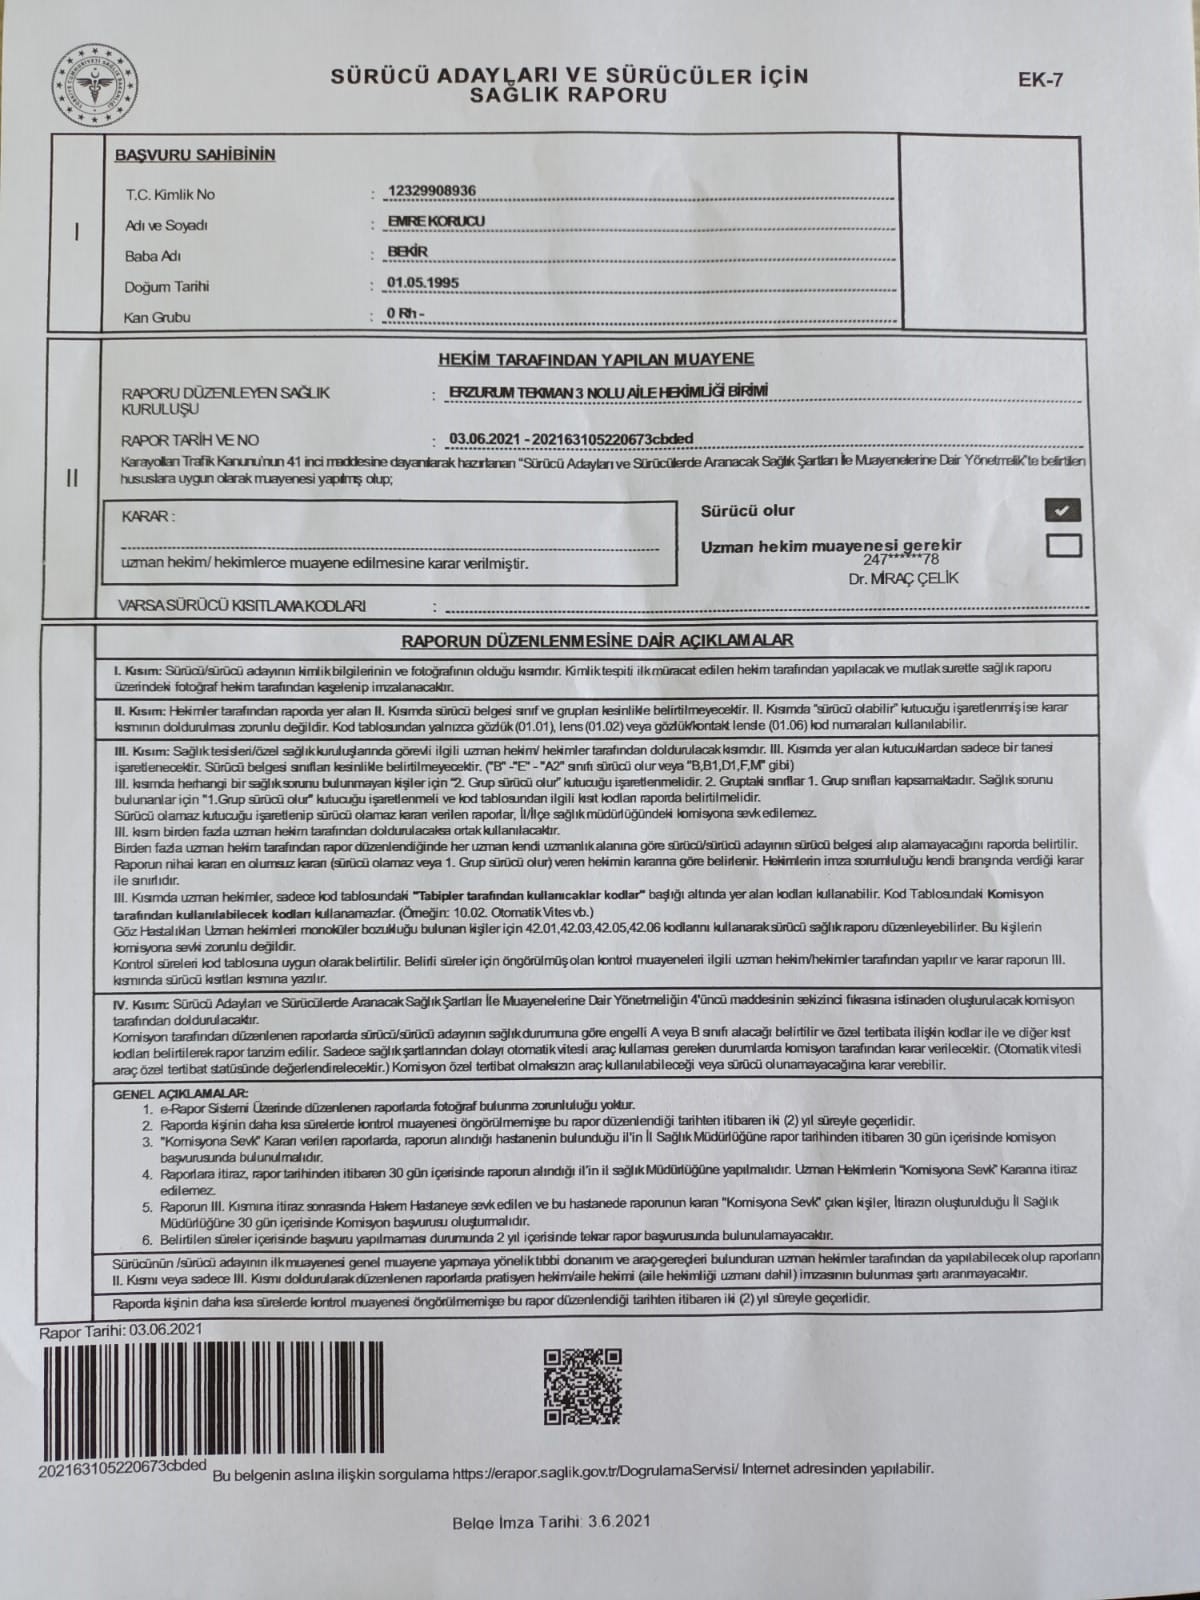 SÜRÜCÜ ADAYLARI VE SÜRÜCÜLER İÇİN
SAĞLIK RAPORU
EK-7
I
BAŞVURU SAHİBİNİN
T.C. Kimlik No : 12329908936
Adı ve Soyadı : EMRE KORUCU
Baba Adı : BEKİR
Doğum Tarihi : 01.05.1995
Kan Grubu : 0 Rh -
II
HEKİM TARAFINDAN YAPILAN MUAYENE
RAPORU DÜZENLEYEN SAĞLIK
KURULUŞU : ERZURUM TEKMAN 3 NOLU AİLE HEKİMLİĞİ BİRİMİ
RAPOR TARİH VE NO : 03.06.2021 - 202163105220673cbded
Karayolları Trafik Kanunu'nun 41 inci maddesine dayanılarak hazırlanan "Sürücü Adayları ve Sürücülerde Aranacak Sağlık Şartları İle Muayenelerine Dair Yönetmelik"te belirtilen
hususlara uygun olarak muayenesi yapılmış olup;
KARAR :
uzman hekim/ hekimlerce muayene edilmesine karar verilmiştir.
Sürücü olur
Uzman hekim muayenesi gerekir
247******78
Dr. MİRAÇ ÇELİK
VARSA SÜRÜCÜ KISITLAMA KODLARI :
RAPORUN DÜZENLENMESİNE DAİR AÇIKLAMALAR
I. Kısım: Sürücü/sürücü adayının kimlik bilgilerinin ve fotoğrafının olduğu kısımdır. Kimlik tespiti ilk müracat edilen hekim tarafından yapılacak ve mutlak surette sağlık raporu
üzerindeki fotoğraf hekim tarafından kaşelenip imzalanacaktır.
II. Kısım: Hekimler tarafından raporda yer alan II. Kısımda sürücü belgesi sınıf ve grupları kesinlikle belirtilmeyecektir. II. Kısımda "sürücü olabilir" kutucuğu işaretlenmiş ise karar
kısmının doldurulması zorunlu değildir. Kod tablosundan yalnızca gözlük (01.01), lens (01.02) veya gözlük/kontakt lensle (01.06) kod numaraları kullanılabilir.
III. Kısım: Sağlık tesisleri/özel sağlık kuruluşlarında görevli ilgili uzman hekim/ hekimler tarafından doldurulacak kısımdır. III. Kısımda yer alan kutucuklardan sadece bir tanesi
işaretlenecektir. Sürücü belgesi sınıfları kesinlikle belirtilmeyecektir. ("B" -"E" - "A2" sınıfı sürücü olur veya "B,B1,D1,F,M" gibi)
III. kısımda herhangi bir sağlık sorunu bulunmayan kişiler için "2. Grup sürücü olur" kutucuğu işaretlenmelidir. 2. Gruptaki sınıflar 1. Grup sınıfları kapsamaktadır. Sağlık sorunu
bulunanlar için "1.Grup sürücü olur" kutucuğu işaretlenmeli ve kod tablosundan ilgili kısıt kodları raporda belirtilmelidir.
Sürücü olamaz kutucuğu işaretlenip sürücü olamaz kararı verilen raporlar, İl/İlçe sağlık müdürlüğündeki komisyona sevk edilemez.
III. kısım birden fazla uzman hekim tarafından doldurulacaksa ortak kullanılacaktır.
Birden fazla uzman hekim tarafından rapor düzenlendiğinde her uzman kendi uzmanlık alanına göre sürücü/sürücü adayının sürücü belgesi alıp alamayacağını raporda belirtilir.
Raporun nihai kararı en olumsuz kararı (sürücü olamaz veya 1. Grup sürücü olur) veren hekimin kararına göre belirlenir. Hekimlerin imza sorumluluğu kendi branşında verdiği karar
ile sınırlıdır.
III. Kısımda uzman hekimler, sadece kod tablosundaki "Tabipler tarafından kullanıcaklar kodlar" başlığı altında yer alan kodları kullanabilir. Kod Tablosundaki Komisyon
tarafından kullanılabilecek kodları kullanamazlar. (Örneğin: 10.02. Otomatik Vites vb.)
Göz Hastalıkları Uzman hekimleri monoküler bozukluğu bulunan kişiler için 42.01,42.03,42.05,42.06 kodlarını kullanarak sürücü sağlık raporu düzenleyebilirler. Bu kişilerin
komisyona sevki zorunlu değildir.
Kontrol süreleri kod tablosuna uygun olarak belirtilir. Belirli süreler için öngörülmüş olan kontrol muayeneleri ilgili uzman hekim/hekimler tarafından yapılır ve karar raporun III.
kısmında sürücü kısıtları kısmına yazılır.
IV. Kısım: Sürücü Adayları ve Sürücülerde Aranacak Sağlık Şartları İle Muayenelerine Dair Yönetmeliğin 4'üncü maddesinin sekizinci fıkrasına istinaden oluşturulacak komisyon
tarafından doldurulacaktır.
Komisyon tarafından düzenlenen raporlarda sürücü/sürücü adayının sağlık durumuna göre engelli A veya B sınıfı alacağı belirtilir ve özel tertibata ilişkin kodlar ile ve diğer kısıt
kodları belirtilerek rapor tanzim edilir. Sadece sağlık şartlarından dolayı otomatik vitesli araç kullaması gereken durumlarda komisyon tarafından karar verilecektir. (Otomatik vitesli
araç özel tertibat statüsünde değerlendirelecektir.) Komisyon özel tertibat olmaksızın araç kullanılabileceği veya sürücü olunamayacağına karar verebilir.
GENEL AÇIKLAMALAR:
1. e-Rapor Sistemi Üzerinde düzenlenen raporlarda fotoğraf bulunma zorunluluğu yoktur.
2. Raporda kişinin daha kısa sürelerde kontrol muayenesi öngörülmemişse bu rapor düzenlendiği tarihten itibaren iki (2) yıl süreyle geçerlidir.
3. "Komisyona Sevk" Kararı verilen raporlarda, raporun alındığı hastanenin bulunduğu il'in İl Sağlık Müdürlüğüne rapor tarihinden itibaren 30 gün içerisinde komisyon
başvurusunda bulunulmalıdır.
4. Raporlara itiraz, rapor tarihinden itibaren 30 gün içerisinde raporun alındığı il'in il sağlık Müdürlüğüne yapılmalıdır. Uzman Hekimlerin "Komisyona Sevk" Kararına itiraz
edilemez.
5. Raporun III. Kısmına itiraz sonrasında Hakem Hastaneye sevk edilen ve bu hastanede raporunun kararı "Komisyona Sevk" çıkan kişiler, İtirazın oluşturulduğu İl Sağlık
Müdürlüğüne 30 gün içerisinde Komisyon başvurusu oluşturmalıdır.
6. Belirtilen süreler içerisinde başvuru yapılmaması durumunda 2 yıl içerisinde tekrar rapor başvurusunda bulunulamayacaktır.
Sürücünün /sürücü adayının ilk muayenesi genel muayene yapmaya yönelik tıbbi donanım ve araç-gereçleri bulunduran uzman hekimler tarafından da yapılabilecek olup raporların
II. Kısmı veya sadece III. Kısmı doldurularak düzenlenen raporlarda pratisyen hekim/aile hekimi (aile hekimliği uzmanı dahil) imzasının bulunması şartı aranmayacaktır.
Raporda kişinin daha kısa sürelerde kontrol muayenesi öngörülmemişse bu rapor düzenlendiği tarihten itibaren iki (2) yıl süreyle geçerlidir.
Rapor Tarihi: 03.06.2021
202163105220673cbded
Bu belgenin aslına ilişkin sorgulama https://erapor.saglik.gov.tr/DogrulamaServisi/ Internet adresinden yapılabilir.
Belge İmza Tarihi: 3.6.2021